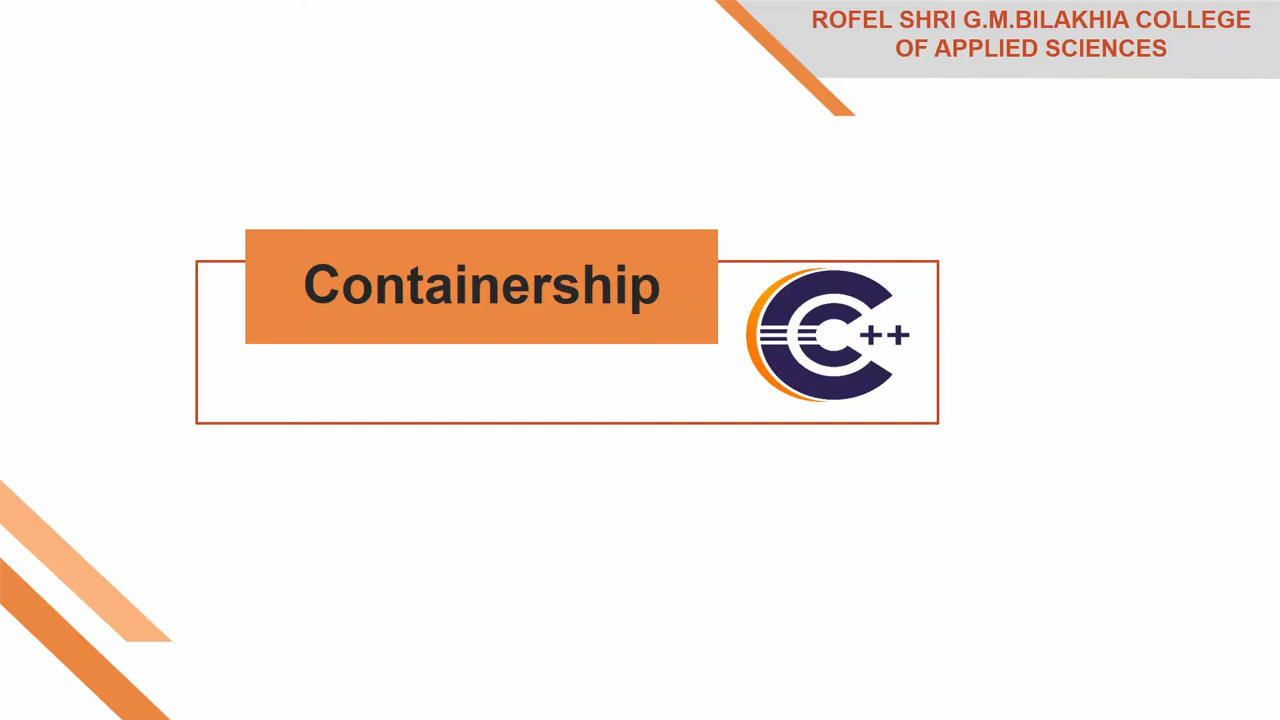 ROFEL SHRI G.M.BILAKHIA COLLEGE
OF APPLIED SCIENCES
Containership
C++